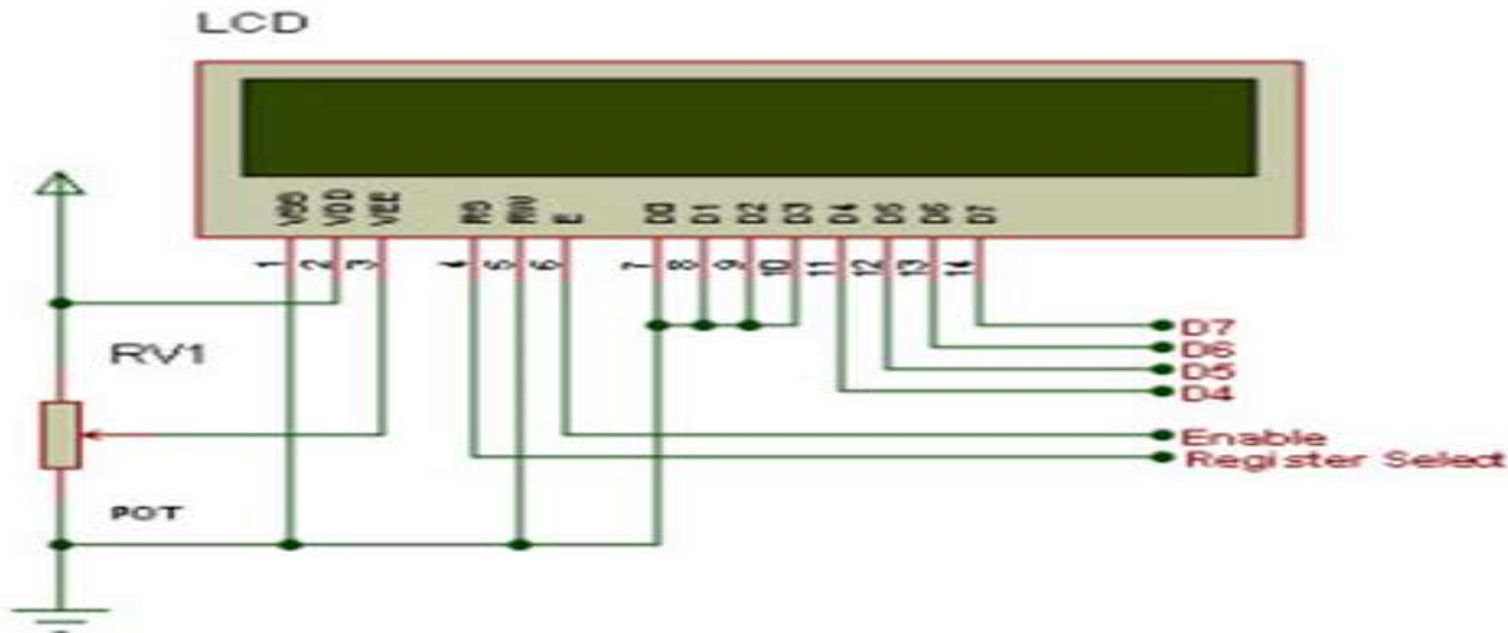 LCD
VSS VDD VEE RS RW E D0 D1 D2 D3 D4 D5 D6 D7
1 2 3 4 5 6 7 8 9 10 11 12 13 14
D7
RV1
D6
D5
D4
Enable
Register Select
POT